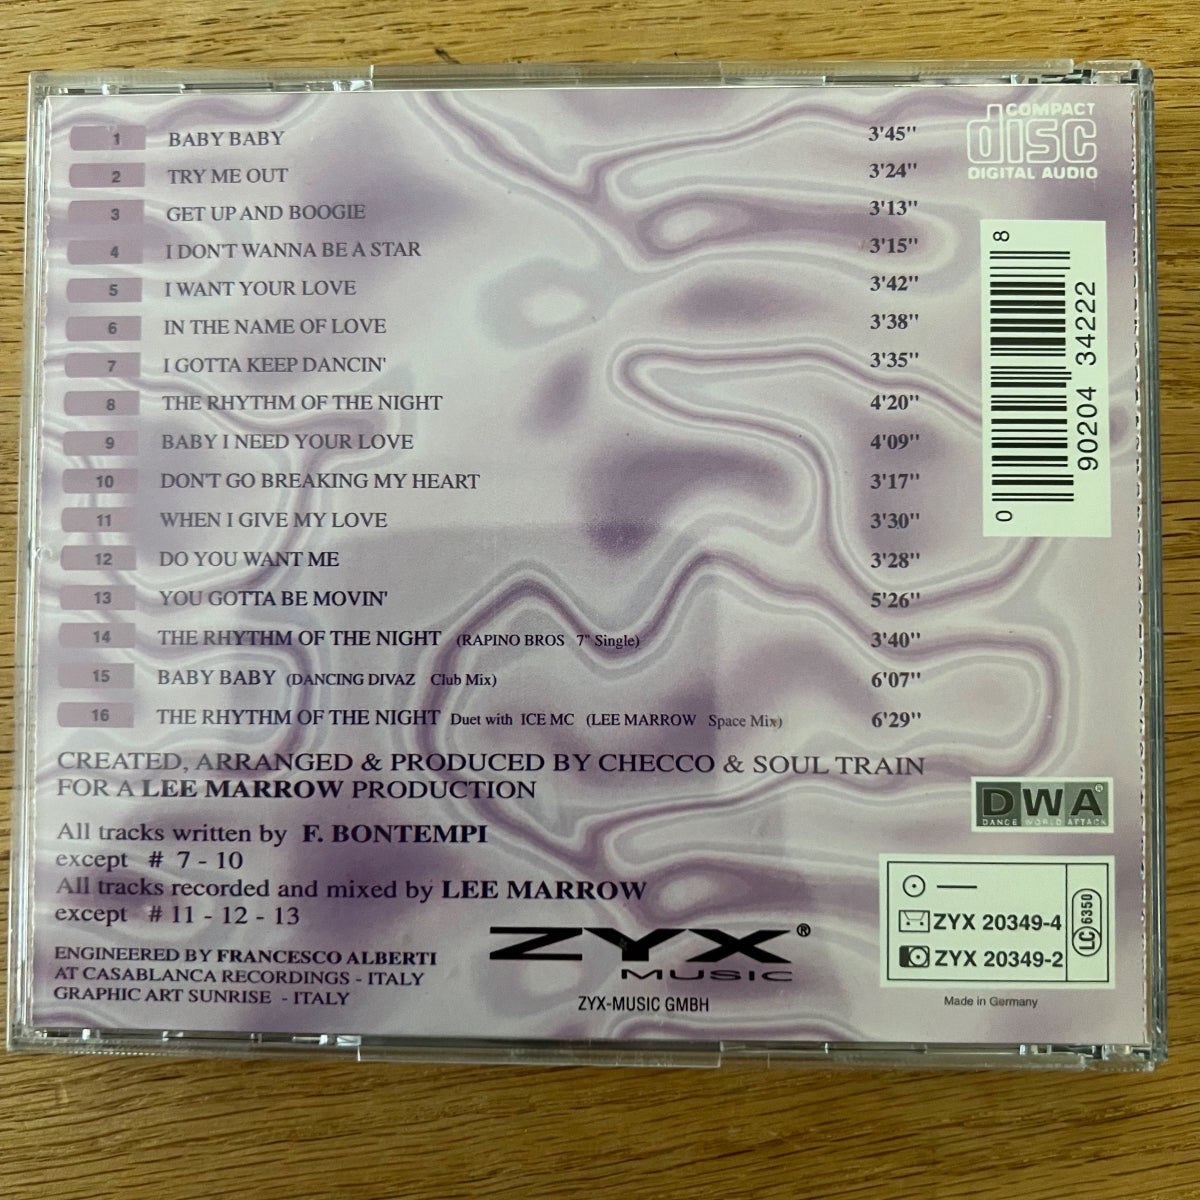 1 BABY BABY 3'45"
2 TRY ME OUT 3'24"
3 GET UP AND BOOGIE 3'13"
4 I DON'T WANNA BE A STAR 3'15"
5 I WANT YOUR LOVE 3'42"
6 IN THE NAME OF LOVE 3'38"
7 I GOTTA KEEP DANCIN' 3'35"
8 THE RHYTHM OF THE NIGHT 4'20"
9 BABY I NEED YOUR LOVE 4'09"
10 DON'T GO BREAKING MY HEART 3'17"
11 WHEN I GIVE MY LOVE 3'30"
12 DO YOU WANT ME 3'28"
13 YOU GOTTA BE MOVIN' 5'26"
14 THE RHYTHM OF THE NIGHT (RAPINO BROS 7" Single) 3'40"
15 BABY BABY (DANCING DIVAZ Club Mix) 6'07"
16 THE RHYTHM OF THE NIGHT Duet with ICE MC (LEE MARROW Space Mix) 6'29"
CREATED, ARRANGED & PRODUCED BY CHECCO & SOUL TRAIN
FOR A LEE MARROW PRODUCTION
All tracks written by F. BONTEMPI
except # 7 - 10
All tracks recorded and mixed by LEE MARROW
except # 11 - 12 - 13
ENGINEERED BY FRANCESCO ALBERTI
AT CASABLANCA RECORDINGS - ITALY
GRAPHIC ART SUNRISE - ITALY
ZYX®
MUSIC
ZYX-MUSIC GMBH
COMPACT
disc
DIGITAL AUDIO
0 90204 34222 8
DWA®
DANCE WORLD ATTACK
ZYX 20349-4
ZYX 20349-2
LC 6350
Made in Germany